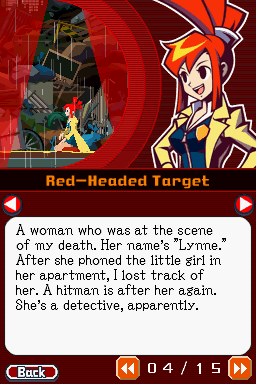 Red-Headed Target
A woman who was at the scene
of my death. Her name's "Lynne."
After she phoned the little girl in
her apartment, I lost track of
her. A hitman is after her again.
She's a detective, apparently.
Back
04/15